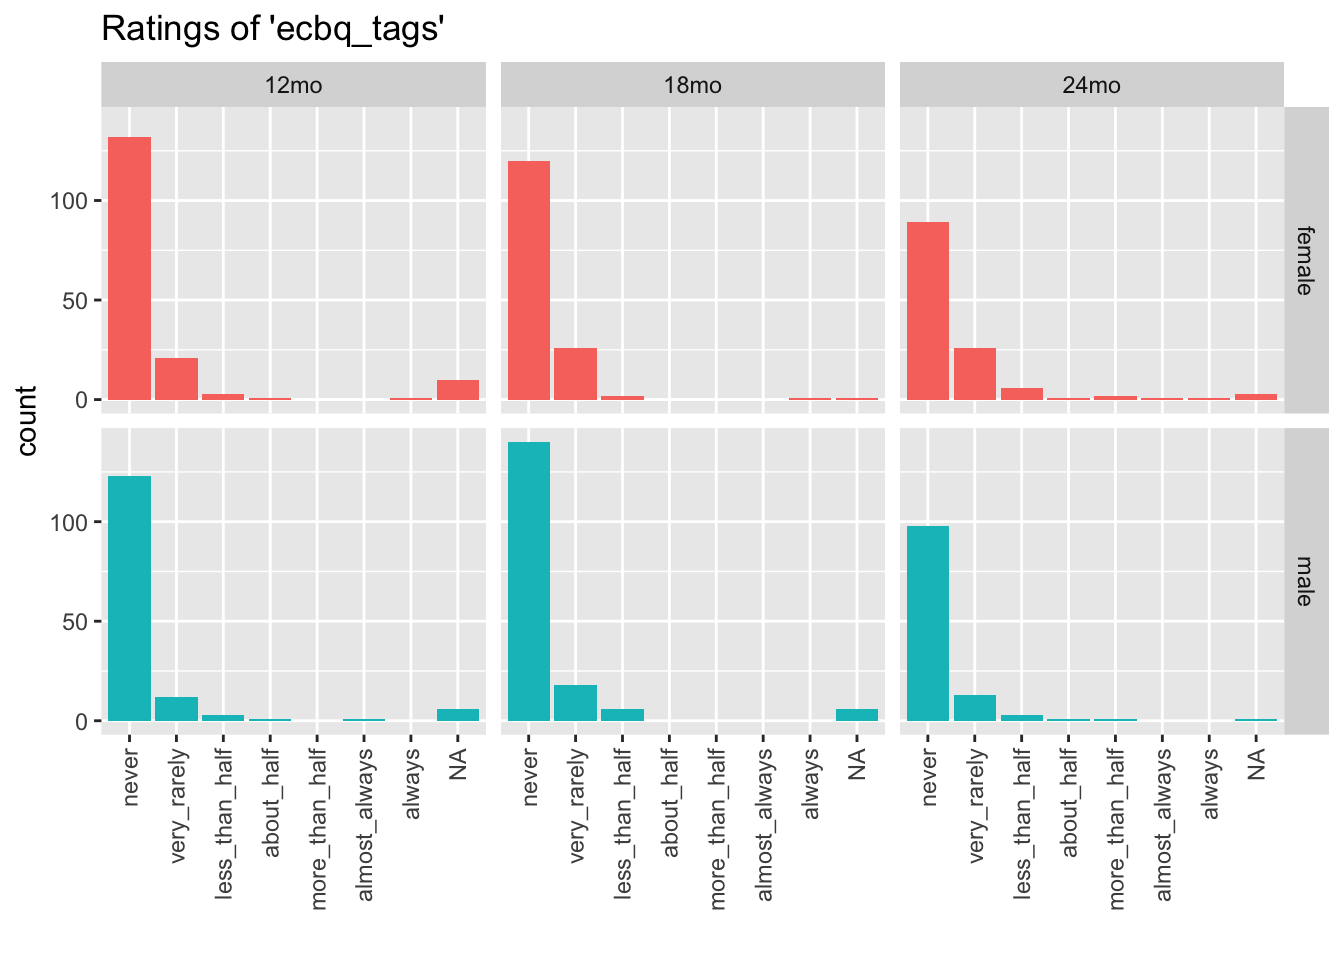 Ratings of 'ecbq_tags'
12mo 18mo 24mo
100
50
0
female
count
100
50
0
male
never very_rarely less_than_half about_half more_than_half almost_always always NA never very_rarely less_than_half about_half more_than_half almost_always always NA never very_rarely less_than_half about_half more_than_half almost_always always NA